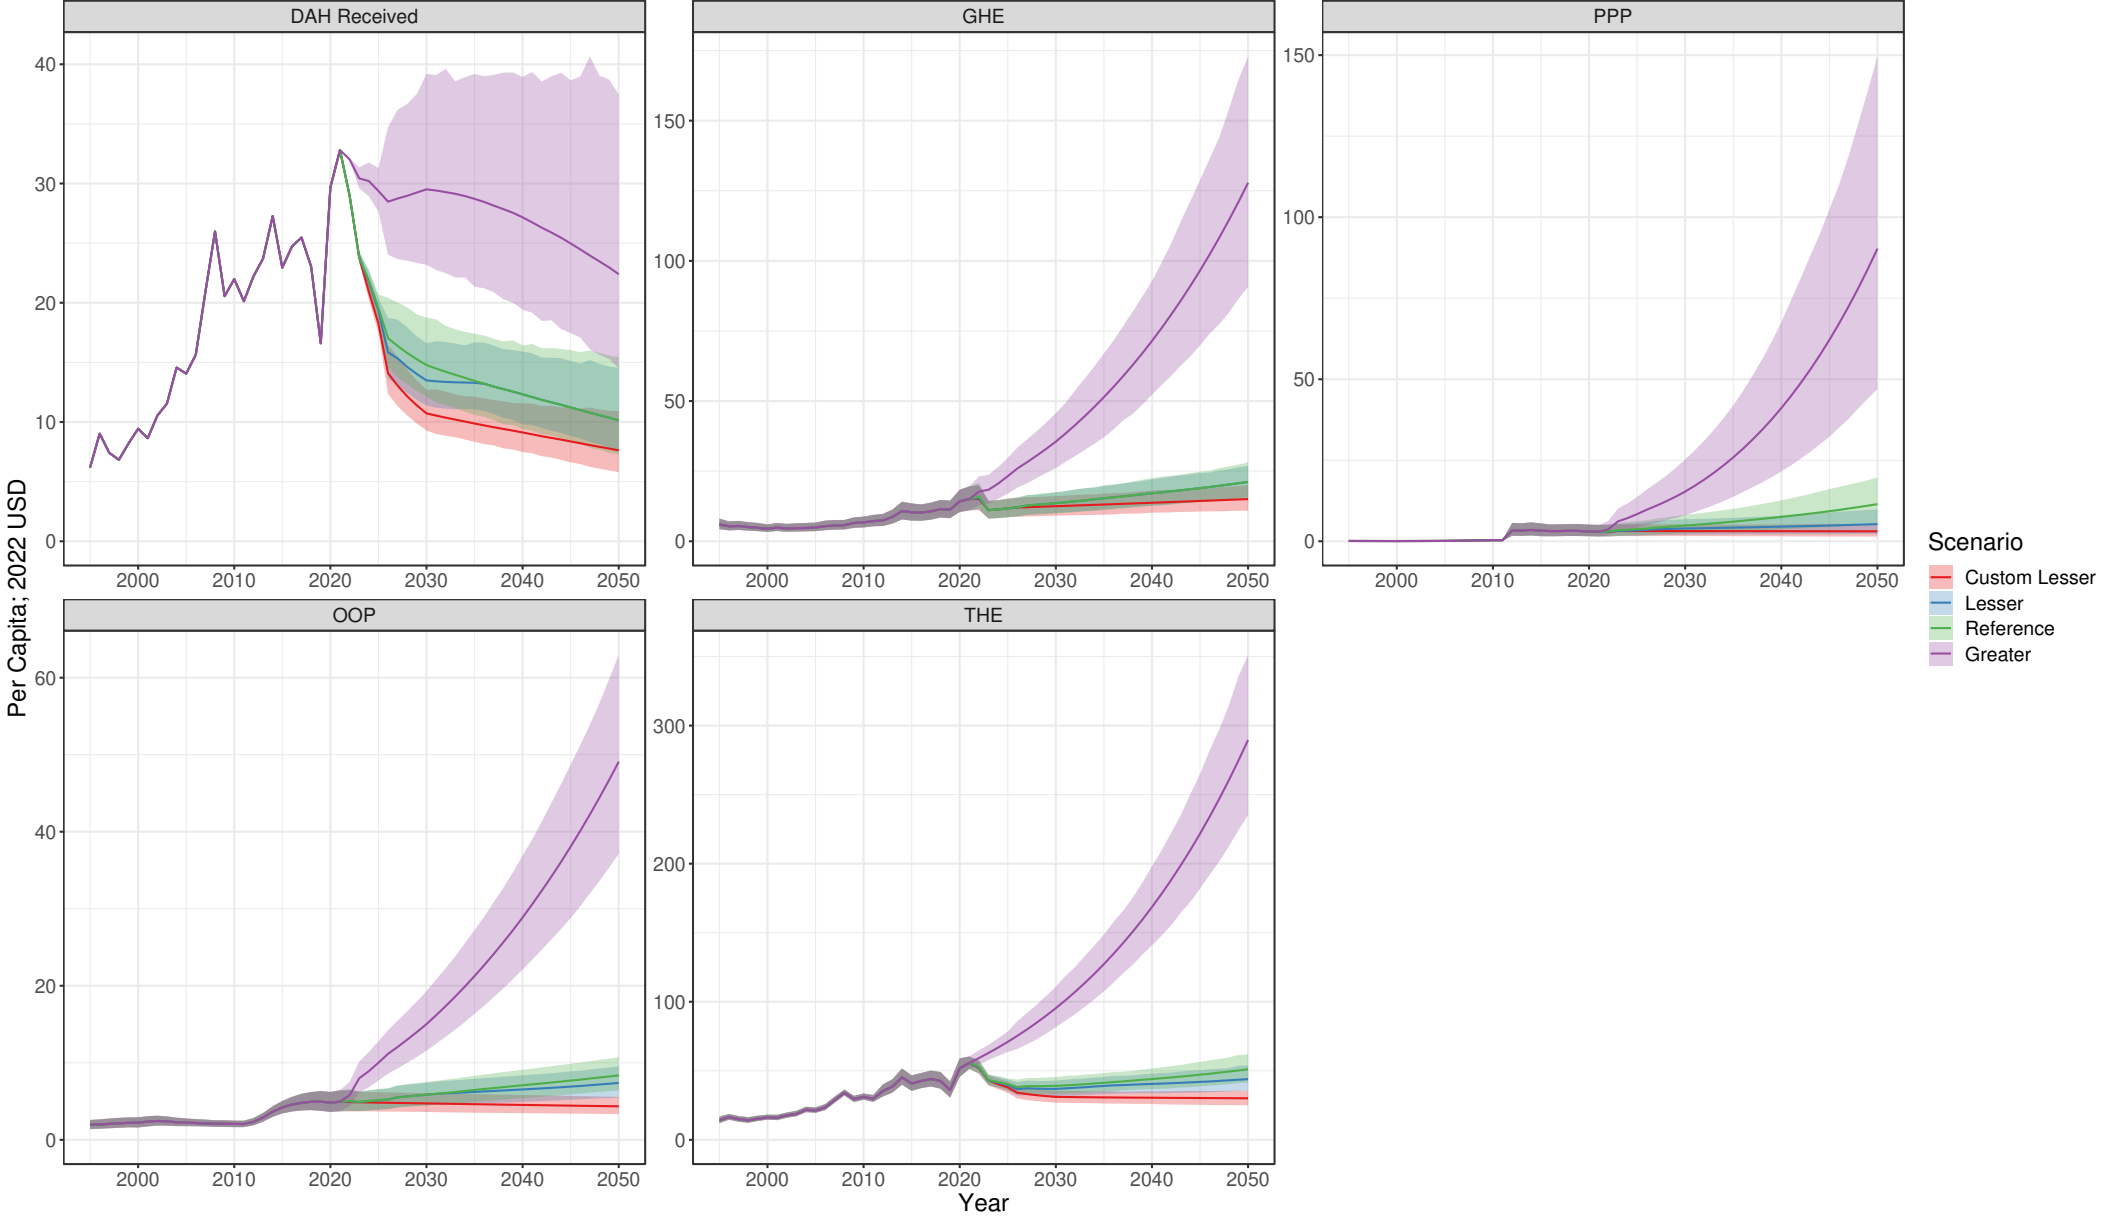 DAH Received
GHE
PPP
40
30
20
10
0
150
100
50
0
150
100
50
0
2000 2010 2020 2030 2040 2050
2000 2010 2020 2030 2040 2050
2000 2010 2020 2030 2040 2050
OOP
THE
60
40
20
0
300
200
100
0
2000 2010 2020 2030 2040 2050
2000 2010 2020 2030 2040 2050
Per Capita; 2022 USD
Year
Scenario
Custom Lesser
Lesser
Reference
Greater